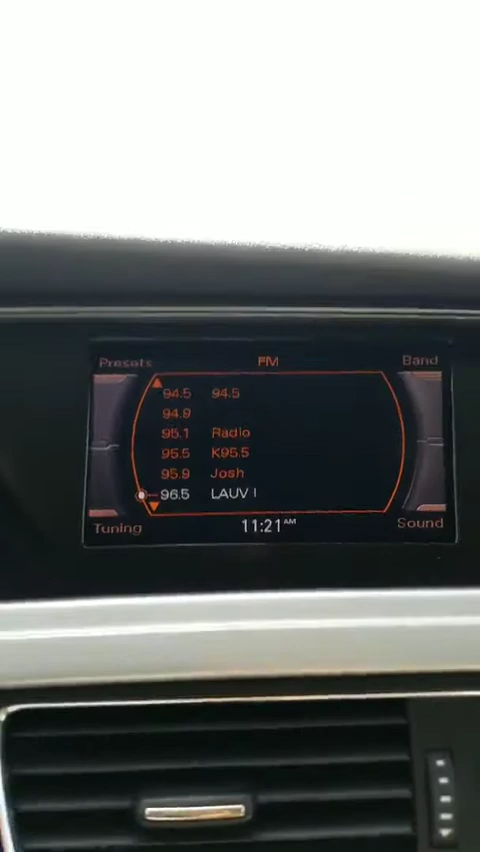 Presets FM Band
94.5 94.5
94.9
95.1 Radio
95.5 K95.5
95.9 Josh
96.5 LAUV I
Tuning 11:21 AM Sound